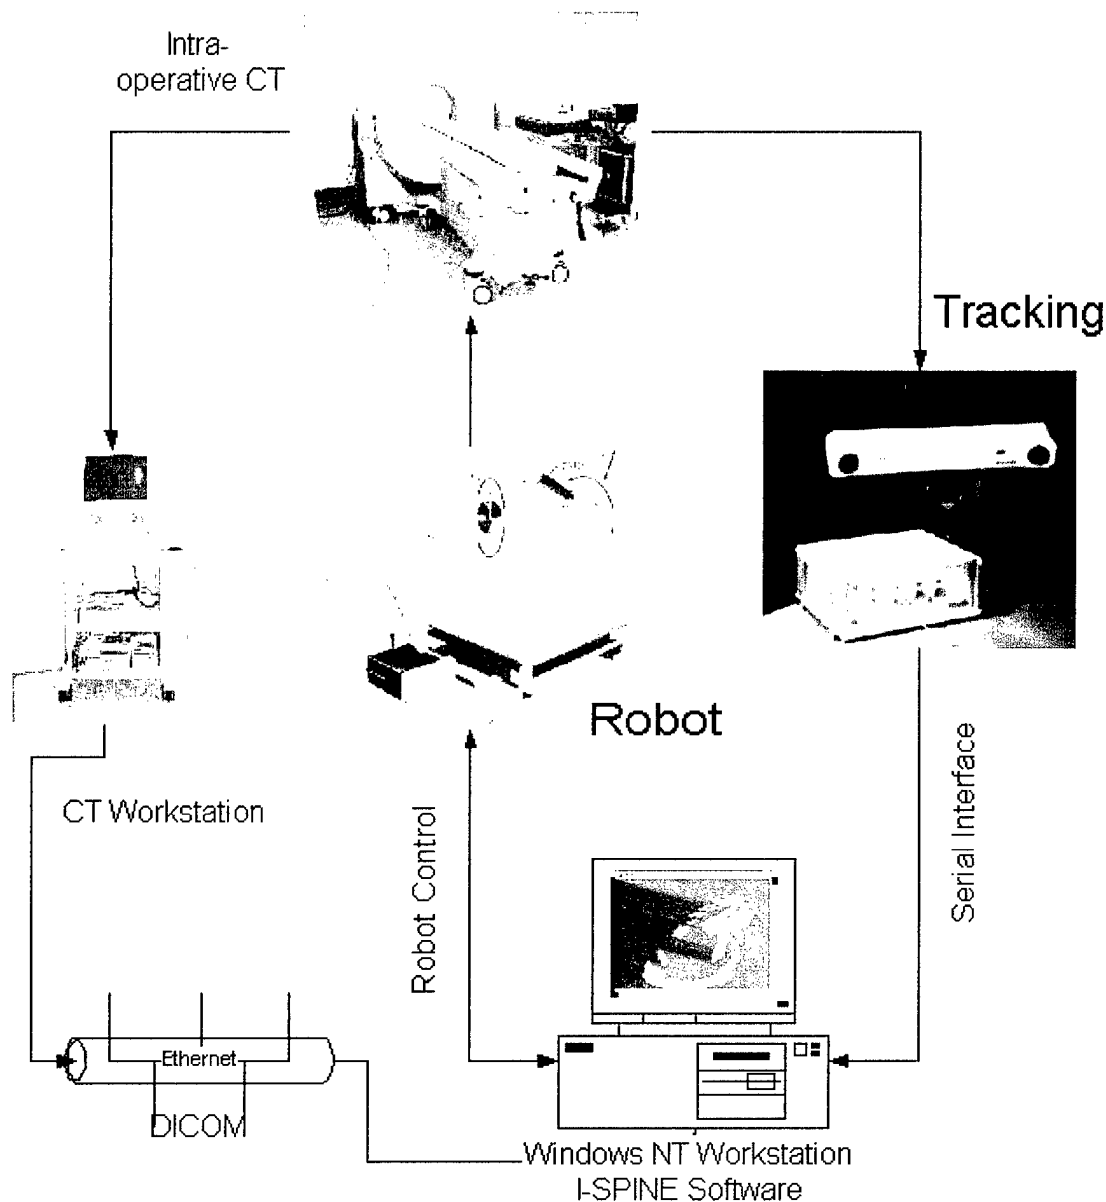 Intra-
operative CT
Tracking
Robot
CT Workstation
Robot Control
Serial Interface
Ethernet
DICOM
Windows NT Workstation
I-SPINE Software